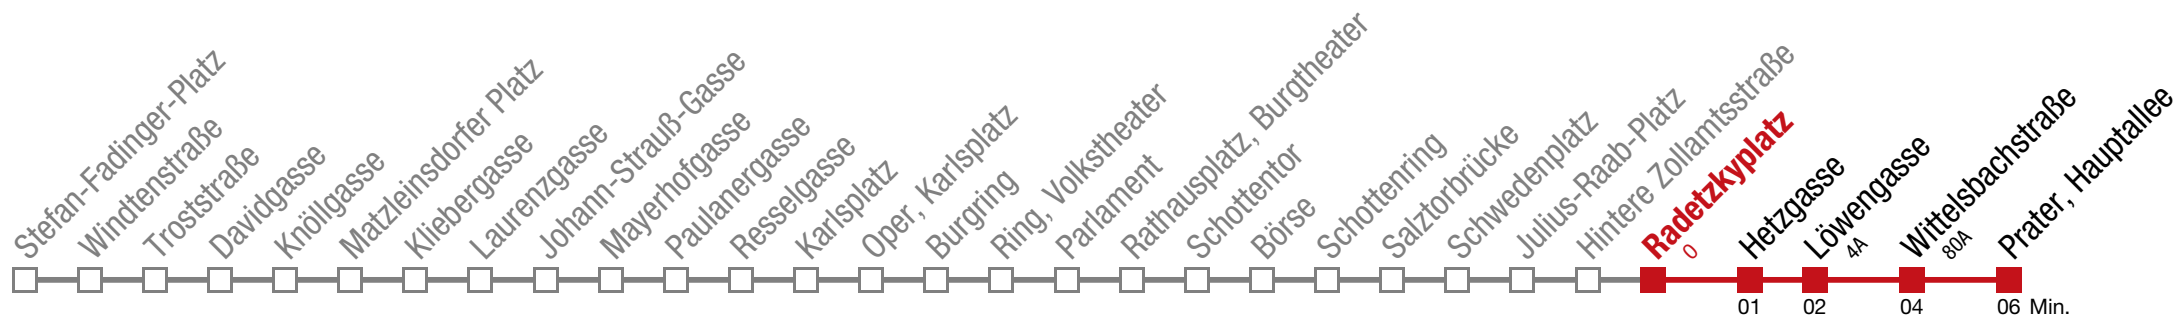 Stefan-Fadinger-Platz
Windtenstraße
Troststraße
Davidgasse
Knöllgasse
Matzleinsdorfer Platz
Kliebergasse
Laurenzgasse
Johann-Strauß-Gasse
Mayerhofgasse
Paulanergasse
Resselgasse
Karlsplatz
Oper, Karlsplatz
Burgring
Ring, Volkstheater
Parlament
Rathausplatz, Burgtheater
Schottentor
Börse
Schottenring
Salztorbrücke
Schwedenplatz
Julius-Raab-Platz
Hintere Zollamtsstraße
Radetzkyplatz
O
Hetzgasse
Löwengasse
4A
Wittelsbachstraße
80A
Prater, Hauptallee
01 02 04 06 Min.